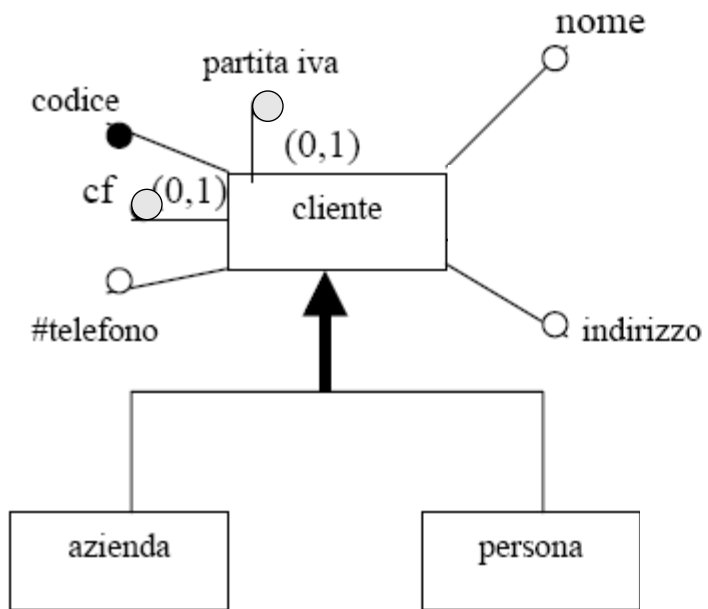 nome
partita iva
codice
(0,1)
cf (0,1)
cliente
#telefono
indirizzo
azienda
persona